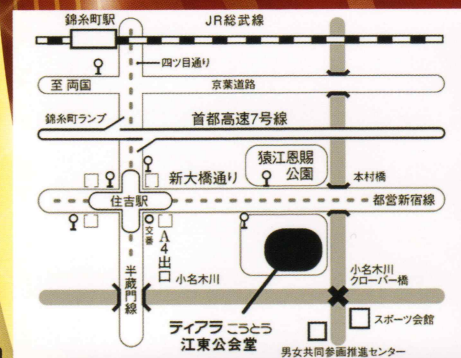 錦糸町駅
JR総武線
四ツ目通り
至 両国
京葉道路
錦糸町ランプ
首都高速7号線
猿江恩賜
公園
新大橋通り
本村橋
住吉駅
都営新宿線
交番
A4出口
半蔵門線
小名木川
小名木川
クローバー橋
ティアラ こうとう
江東公会堂
スポーツ会館
男女共同参画推進センター